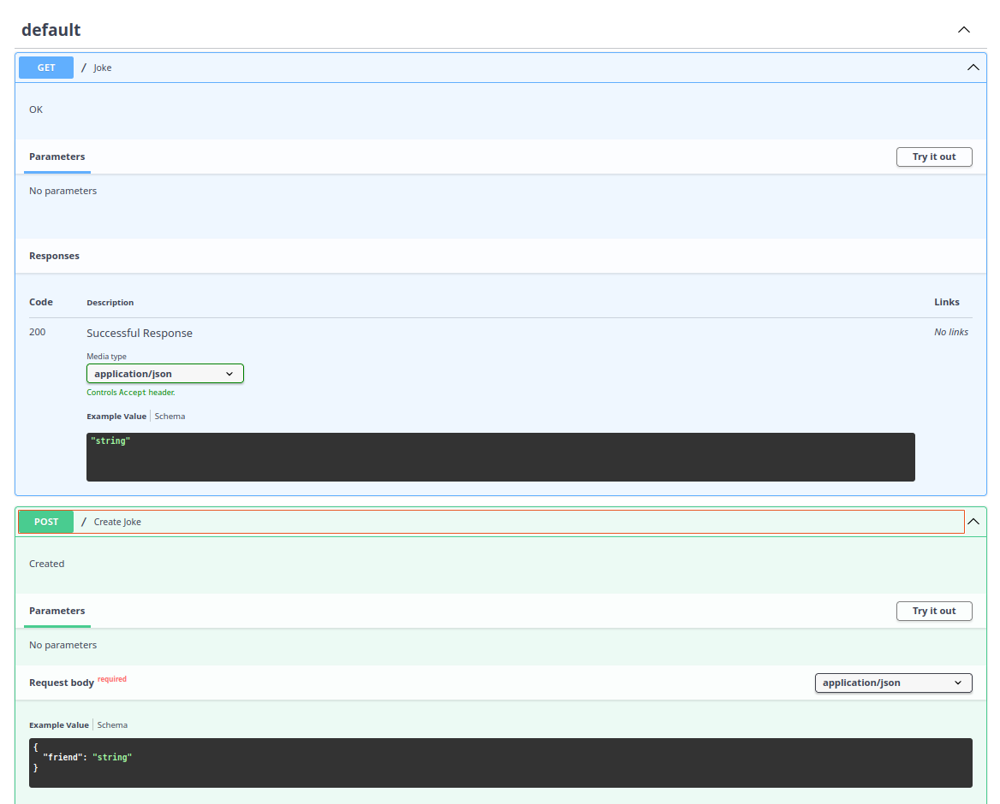 default
GET / Joke
OK
Parameters Try it out
No parameters
Responses
Code Description Links
200 Successful Response No links
Media type
application/json
Controls Accept header.
Example Value Schema
"string"
POST / Create Joke
Created
Parameters Try it out
No parameters
Request body required application/json
Example Value Schema
{
"friend": "string"
}